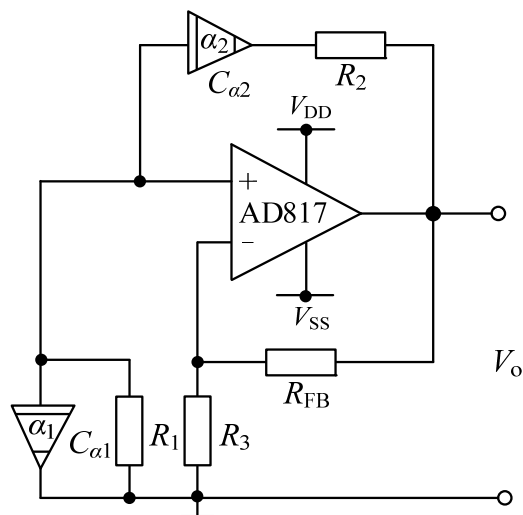 α2
Cα2
R2
VDD
+
AD817
−
VSS
RFB
Vo
α1
Cα1
R1
R3